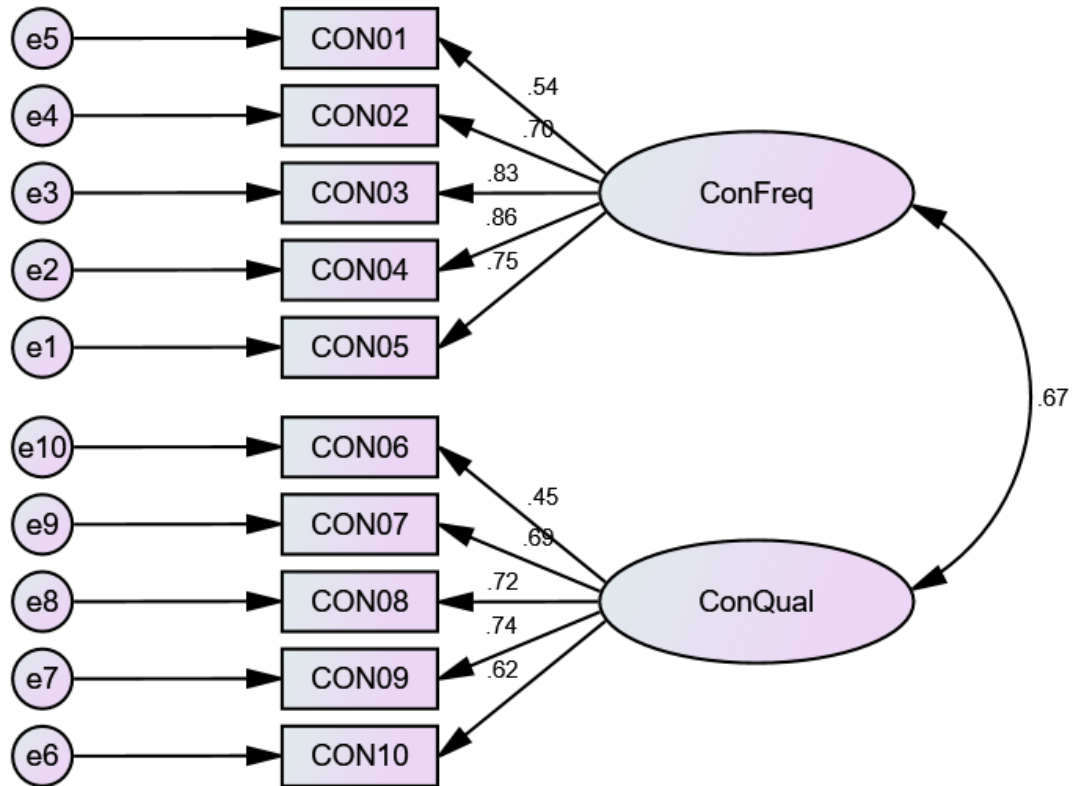 e5
CON01
.54
e4
CON02
.70
e3
CON03
.83
ConFreq
.86
e2
CON04
.75
e1
CON05
.67
e10
CON06
.45
e9
CON07
.69
e8
CON08
.72
ConQual
.74
e7
CON09
.62
e6
CON10